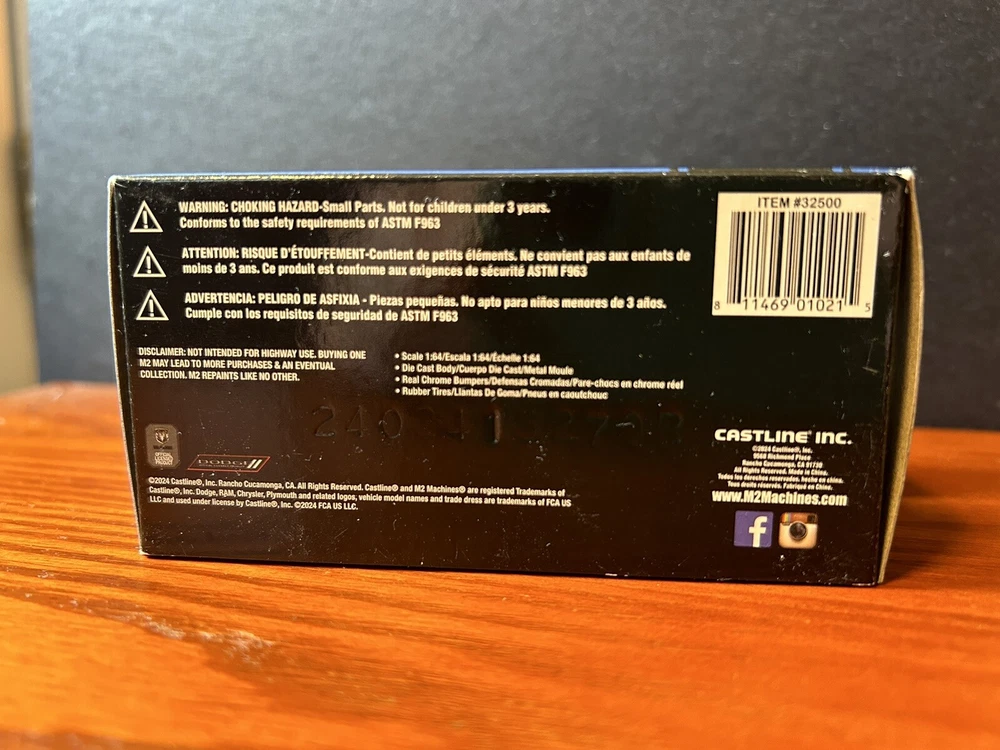 WARNING: CHOKING HAZARD-Small Parts. Not for children under 3 years.
Conforms to the safety requirements of ASTM F963
ATTENTION: RISQUE D'ÉTOUFFEMENT-Contient de petits éléments. Ne convient pas aux enfants de
moins de 3 ans. Ce produit est conforme aux exigences de sécurité ASTM F963
ADVERTENCIA: PELIGRO DE ASFIXIA - Piezas pequeñas. No apto para niños menores de 3 años.
Cumple con los requisitos de seguridad de ASTM F963
ITEM #32500
8 11469 01021 5
DISCLAIMER: NOT INTENDED FOR HIGHWAY USE. BUYING ONE
M2 MAY LEAD TO MORE PURCHASES & AN EVENTUAL
COLLECTION. M2 REPAINTS LIKE NO OTHER.
• Scale 1:64/Escala 1:64/Échelle 1:64
• Die Cast Body/Cuerpo Die Cast/Metal Moule
• Real Chrome Bumpers/Defensas Cromadas/Pare-chocs en chrome réel
• Rubber Tires/Llantas De Goma/Pneus en caoutchouc
OFFICIAL
LICENSED
PRODUCT
DODGE
©2024 Castline®, Inc. Rancho Cucamonga, CA. All Rights Reserved. Castline® and M2 Machines® are registered Trademarks of
Castline®, Inc. Dodge, RAM, Chrysler, Plymouth and related logos, vehicle model names and trade dress are trademarks of FCA US
LLC and used under license by Castline®, Inc. ©2024 FCA US LLC.
CASTLINE® INC.
©2024 Castline®, Inc.
9560 Richmond Place
Rancho Cucamonga, CA 91730
All Rights Reserved. Made in China.
Todos los derechos reservados. hecho en china.
Tous droits réservés. Fabriqué en Chine.
www.M2Machines.com
f